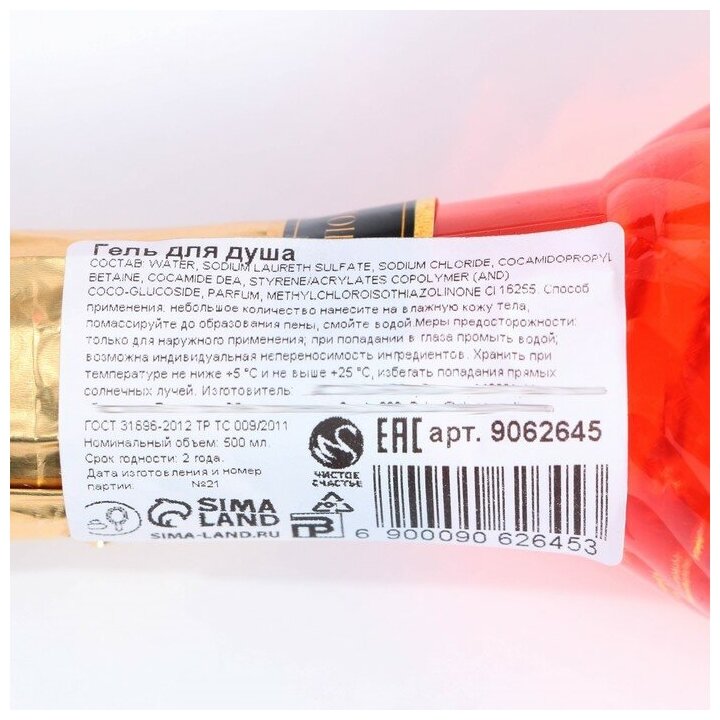 Гель для душа
СОСТАВ: WATER, SODIUM LAURETH SULFATE, SODIUM CHLORIDE, COCAMIDOPROPYL
BETAINE, COCAMIDE DEA, STYRENE/ACRYLATES COPOLYMER (AND)
COCO-GLUCOSIDE, PARFUM, METHYLCHLOROISOTHIAZOLINONE CI 16255. Способ
применения: небольшое количество нанесите на влажную кожу тела,
помассируйте до образования пены, смойте водой.Меры предосторожности:
только для наружного применения; при попадании в глаза промыть водой;
возможна индивидуальная непереносимость ингредиентов. Хранить при
температуре не ниже +5 °С и не выше +25 °С, избегать попадания прямых
солнечных лучей. Изготовитель:
ГОСТ 31696-2012 ТР ТС 009/2011
Номинальный объем: 500 мл.
Срок годности: 2 года.
Дата изготовления и номер
партии. №21
ЧИСТОЕ
СЧАСТЬЕ
EAC арт. 9062645
SIMA
LAND
SIMA-LAND.RU
6 900090 626453